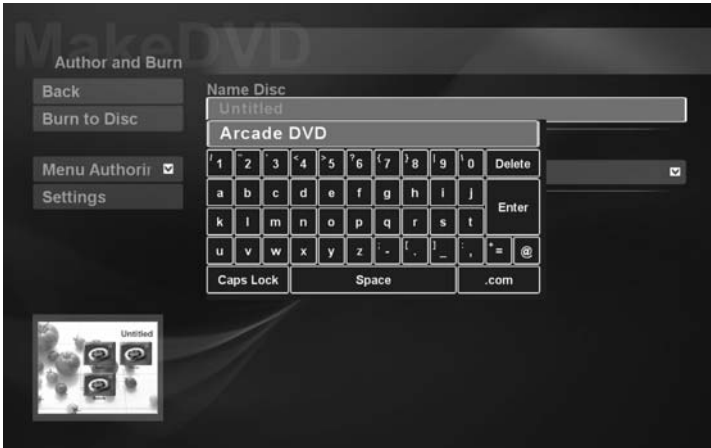 MakeDVD
Author and Burn
Back
Name Disc
Untitled
Burn to Disc
Arcade DVD
Menu Authorin
Settings
! 1 " 2 ` 3 < 4 > 5 ? 6 { 7 } 8 | 9 \ 0 Delete
a b c d e f g h i j
Enter
k l m n o p q r s t
u v w x y z ; - [ . ] _ : , * = @
Caps Lock Space .com
Untitled